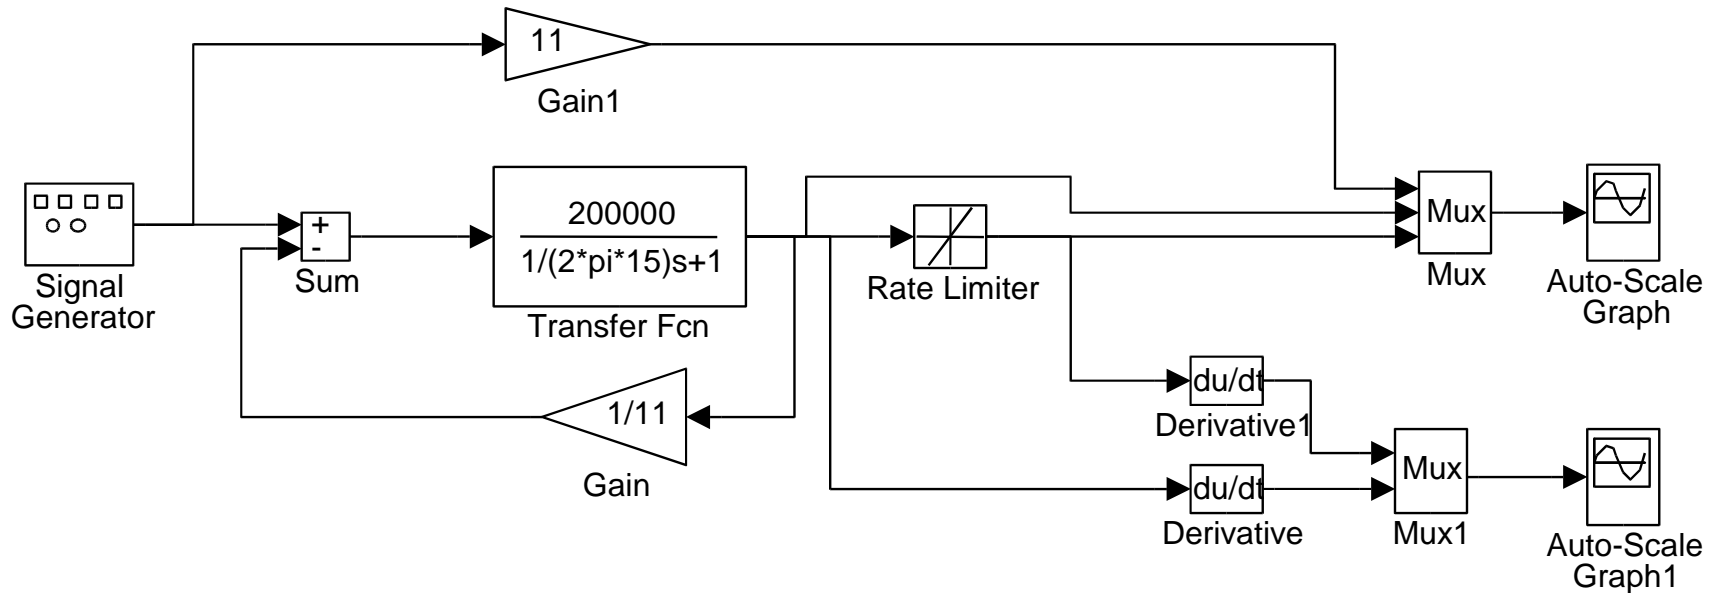 11
Gain1
Signal
Generator
+
-
Sum
200000
1/(2*pi*15)s+1
Transfer Fcn
Rate Limiter
Mux
Mux
Auto-Scale
Graph
1/11
Gain
du/dt
Derivative1
du/dt
Derivative
Mux
Mux1
Auto-Scale
Graph1